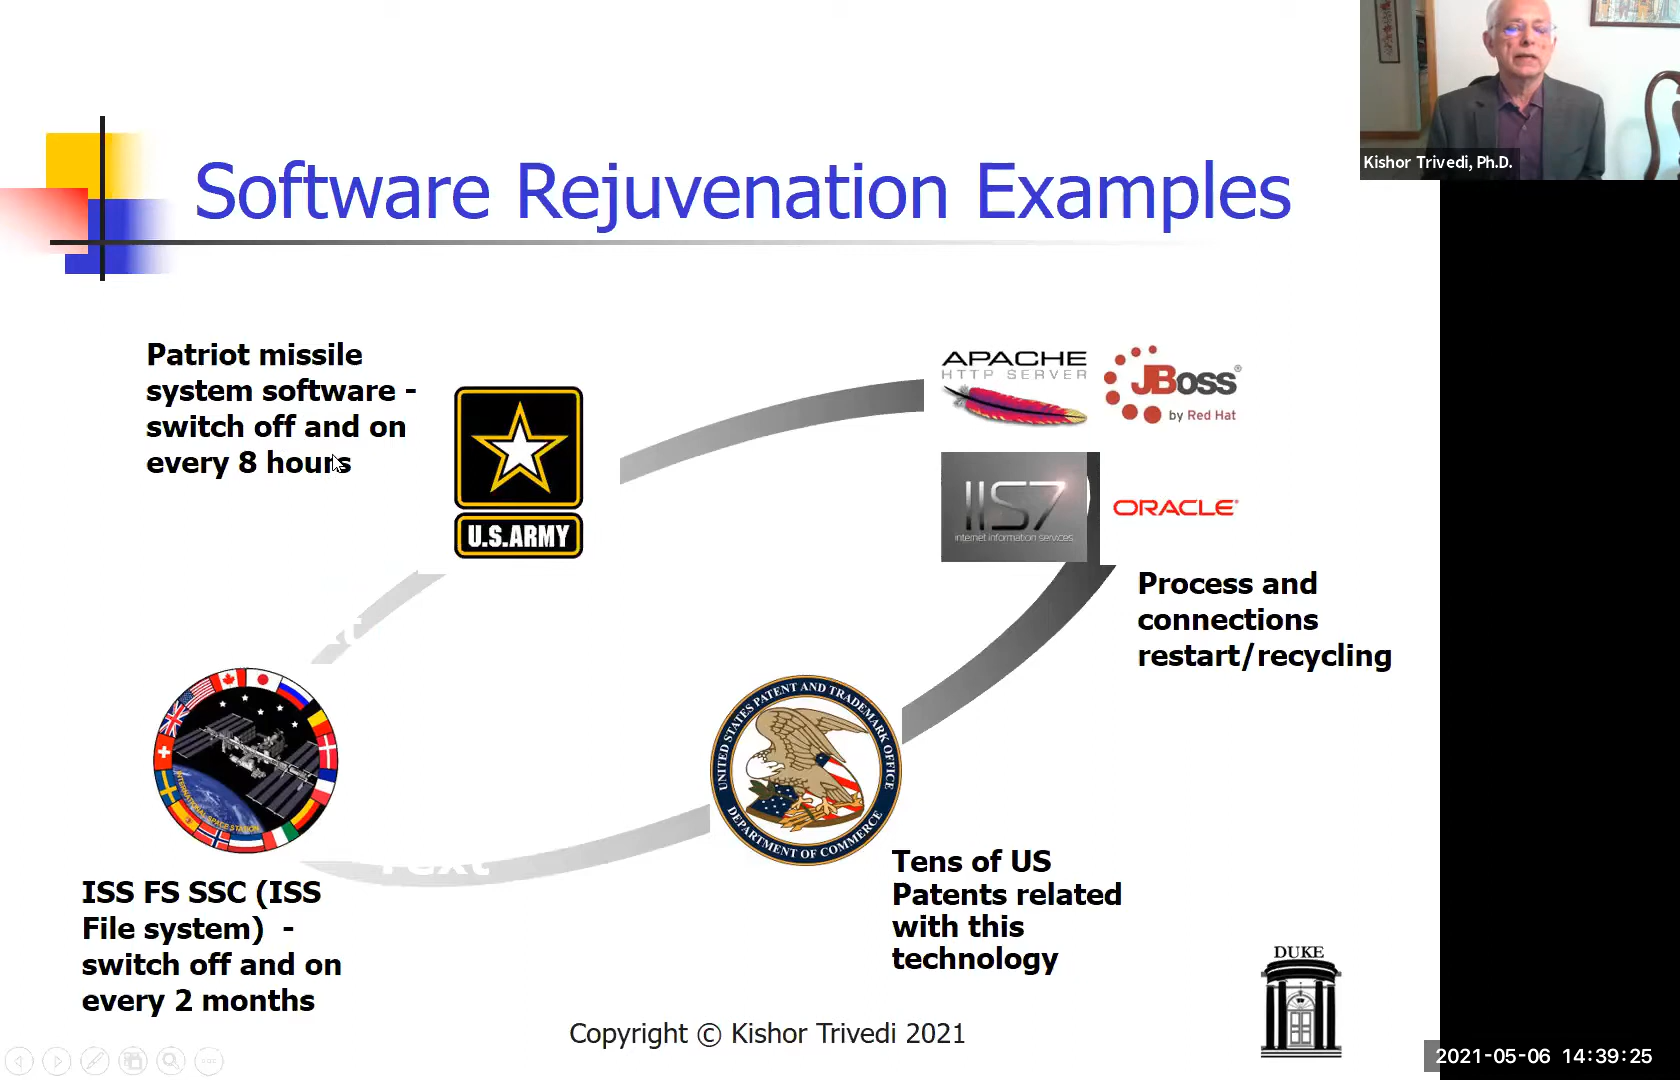 Kishor Trivedi, Ph.D.
Software Rejuvenation Examples
Patriot missile
system software -
switch off and on
every 8 hours
U.S.ARMY
APACHE
HTTP SERVER
JBoss®
by Red Hat
IIS7
internet information services
ORACLE®
Process and
connections
restart/recycling
INTERNATIONAL SPACE STATION
ISS FS SSC (ISS
File system) -
switch off and on
every 2 months
Text
UNITED STATES PATENT AND TRADEMARK OFFICE
DEPARTMENT OF COMMERCE
Tens of US
Patents related
with this
technology
DUKE
Copyright © Kishor Trivedi 2021
2021-05-06 14:39:25